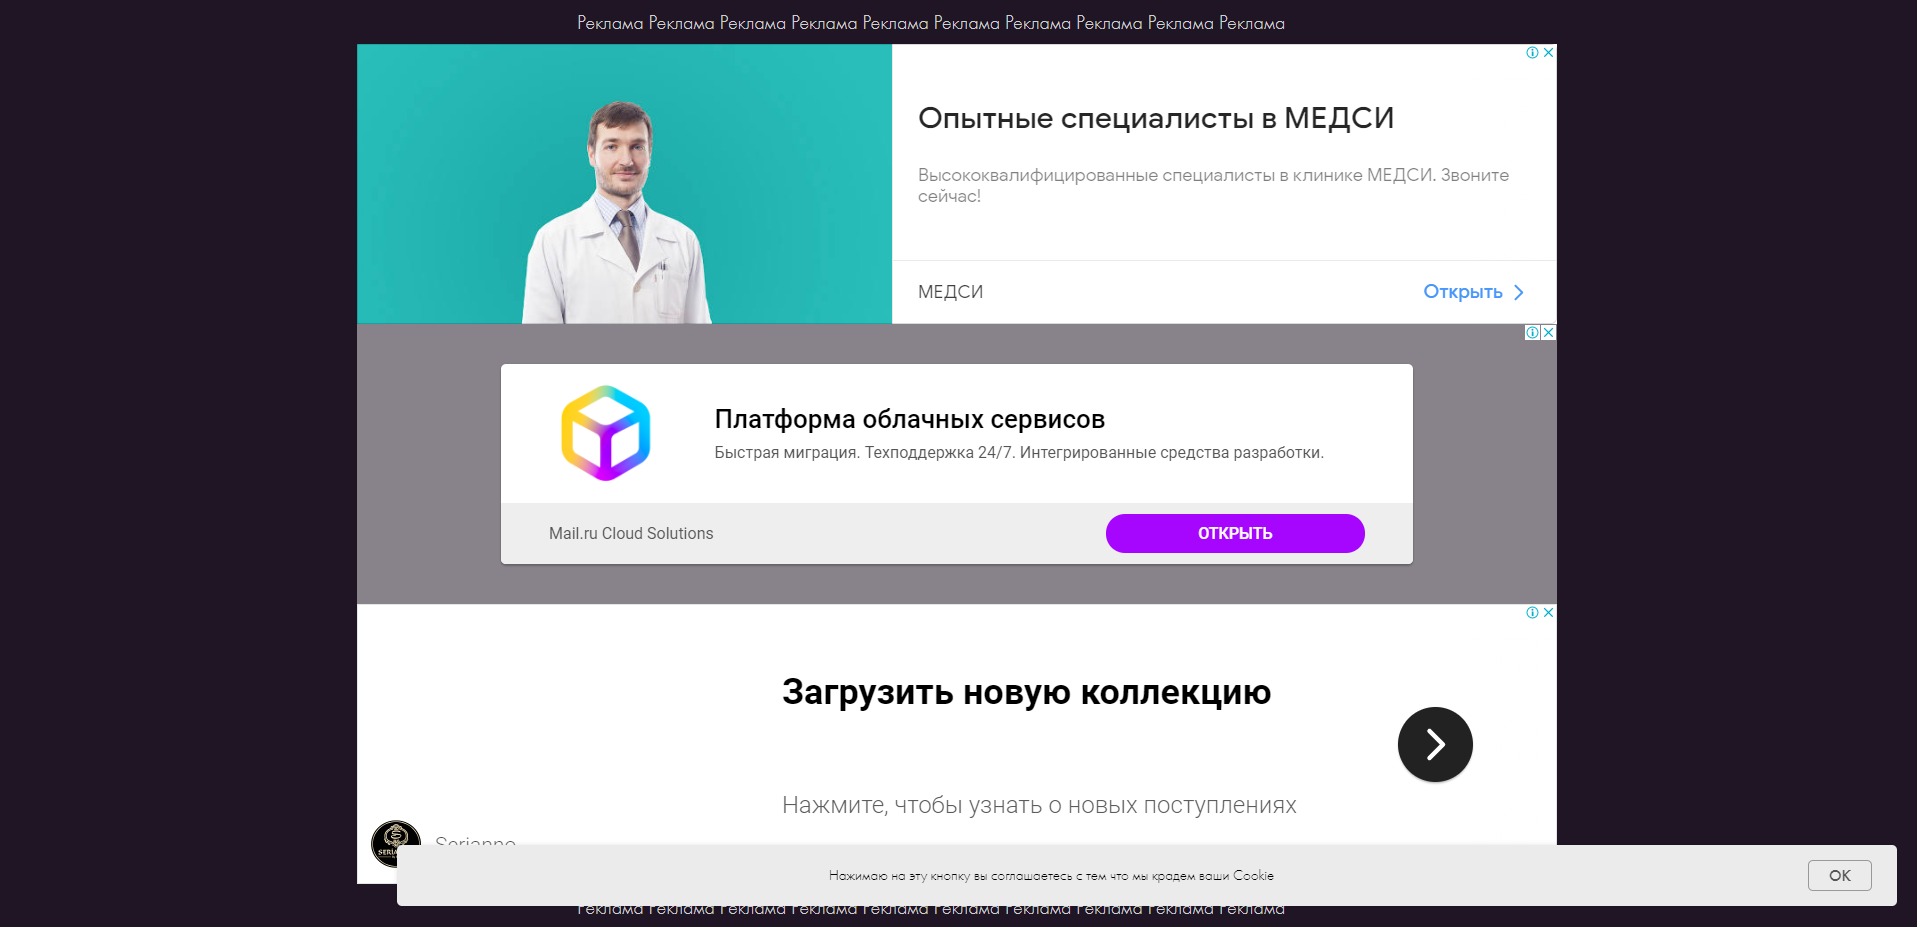 Реклама Реклама Реклама Реклама Реклама Реклама Реклама Реклама Реклама Реклама
Опытные специалисты в МЕДСИ
Высококвалифицированные специалисты в клинике МЕДСИ. Звоните
сейчас!
МЕДСИ
Открыть
Платформа облачных сервисов
Быстрая миграция. Техподдержка 24/7. Интегрированные средства разработки.
Mail.ru Cloud Solutions
ОТКРЫТЬ
Загрузить новую коллекцию
Нажмите, чтобы узнать о новых поступлениях
Serianno
Нажимаю на эту кнопку вы соглашаетесь с тем что мы крадем ваши Cookie
OK
Реклама Реклама Реклама Реклама Реклама Реклама Реклама Реклама Реклама Реклама